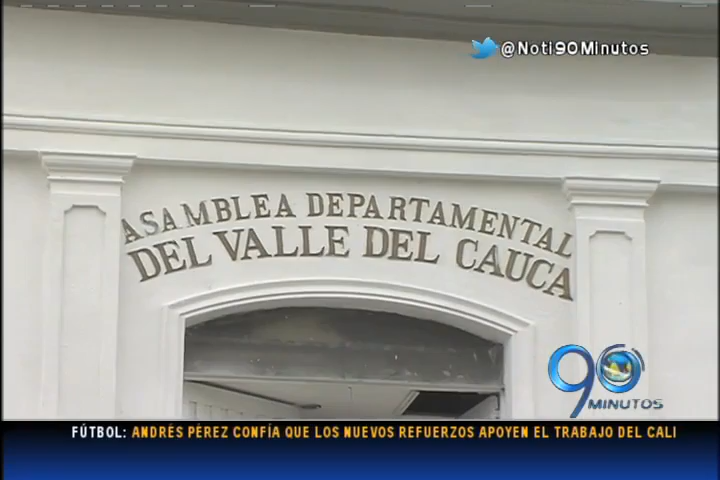 @Noti90Minutos
ASAMBLEA DEPARTAMENTAL
DEL VALLE DEL CAUCA
90
MINUTOS
FÚTBOL: ANDRÉS PÉREZ CONFÍA QUE LOS NUEVOS REFUERZOS APOYEN EL TRABAJO DEL CALI